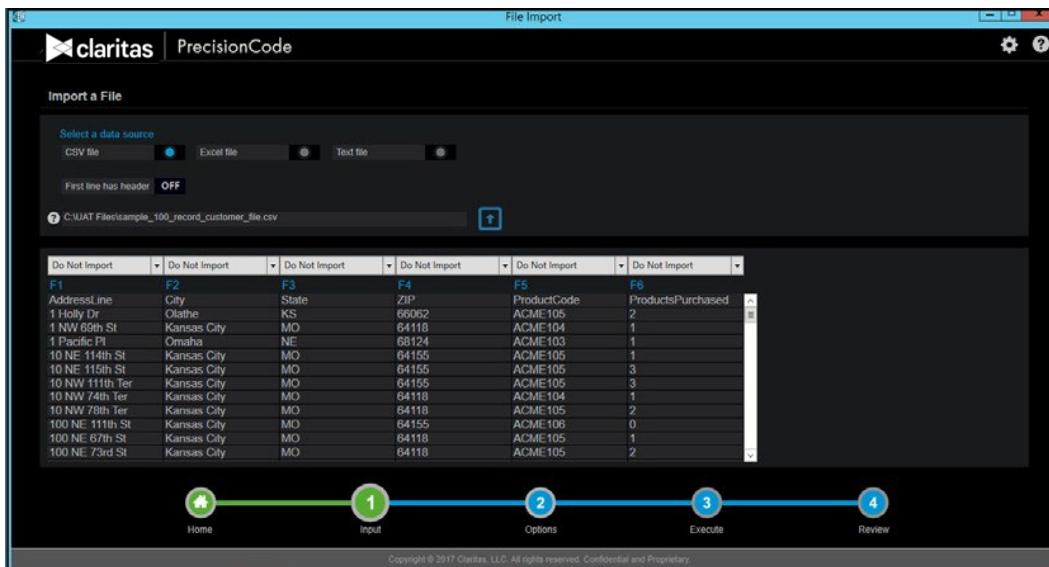 File Import
claritas PrecisionCode
Import a File
Select a data source
CSV file Excel file Text file
First line has header OFF
C:\UAT Files\sample_100_record_customer_file.csv
Do Not Import Do Not Import Do Not Import Do Not Import Do Not Import Do Not Import
F1 F2 F3 F4 F5 F6
AddressLine City State ZIP ProductCode ProductsPurchased
1 Holly Dr Olathe KS 66062 ACME105 2
1 NW 69th St Kansas City MO 64118 ACME104 1
1 Pacific Pl Omaha NE 68124 ACME103 1
10 NE 114th St Kansas City MO 64155 ACME105 1
10 NE 115th St Kansas City MO 64155 ACME105 3
10 NW 111th Ter Kansas City MO 64155 ACME105 3
10 NW 74th Ter Kansas City MO 64118 ACME104 1
10 NW 78th Ter Kansas City MO 64118 ACME105 2
100 NE 111th St Kansas City MO 64155 ACME106 0
100 NE 67th St Kansas City MO 64118 ACME105 1
100 NE 73rd St Kansas City MO 64118 ACME105 2
1 2 3 4
Home Input Options Execute Review
Copyright © 2017 Claritas, LLC. All rights reserved. Confidential and Proprietary.